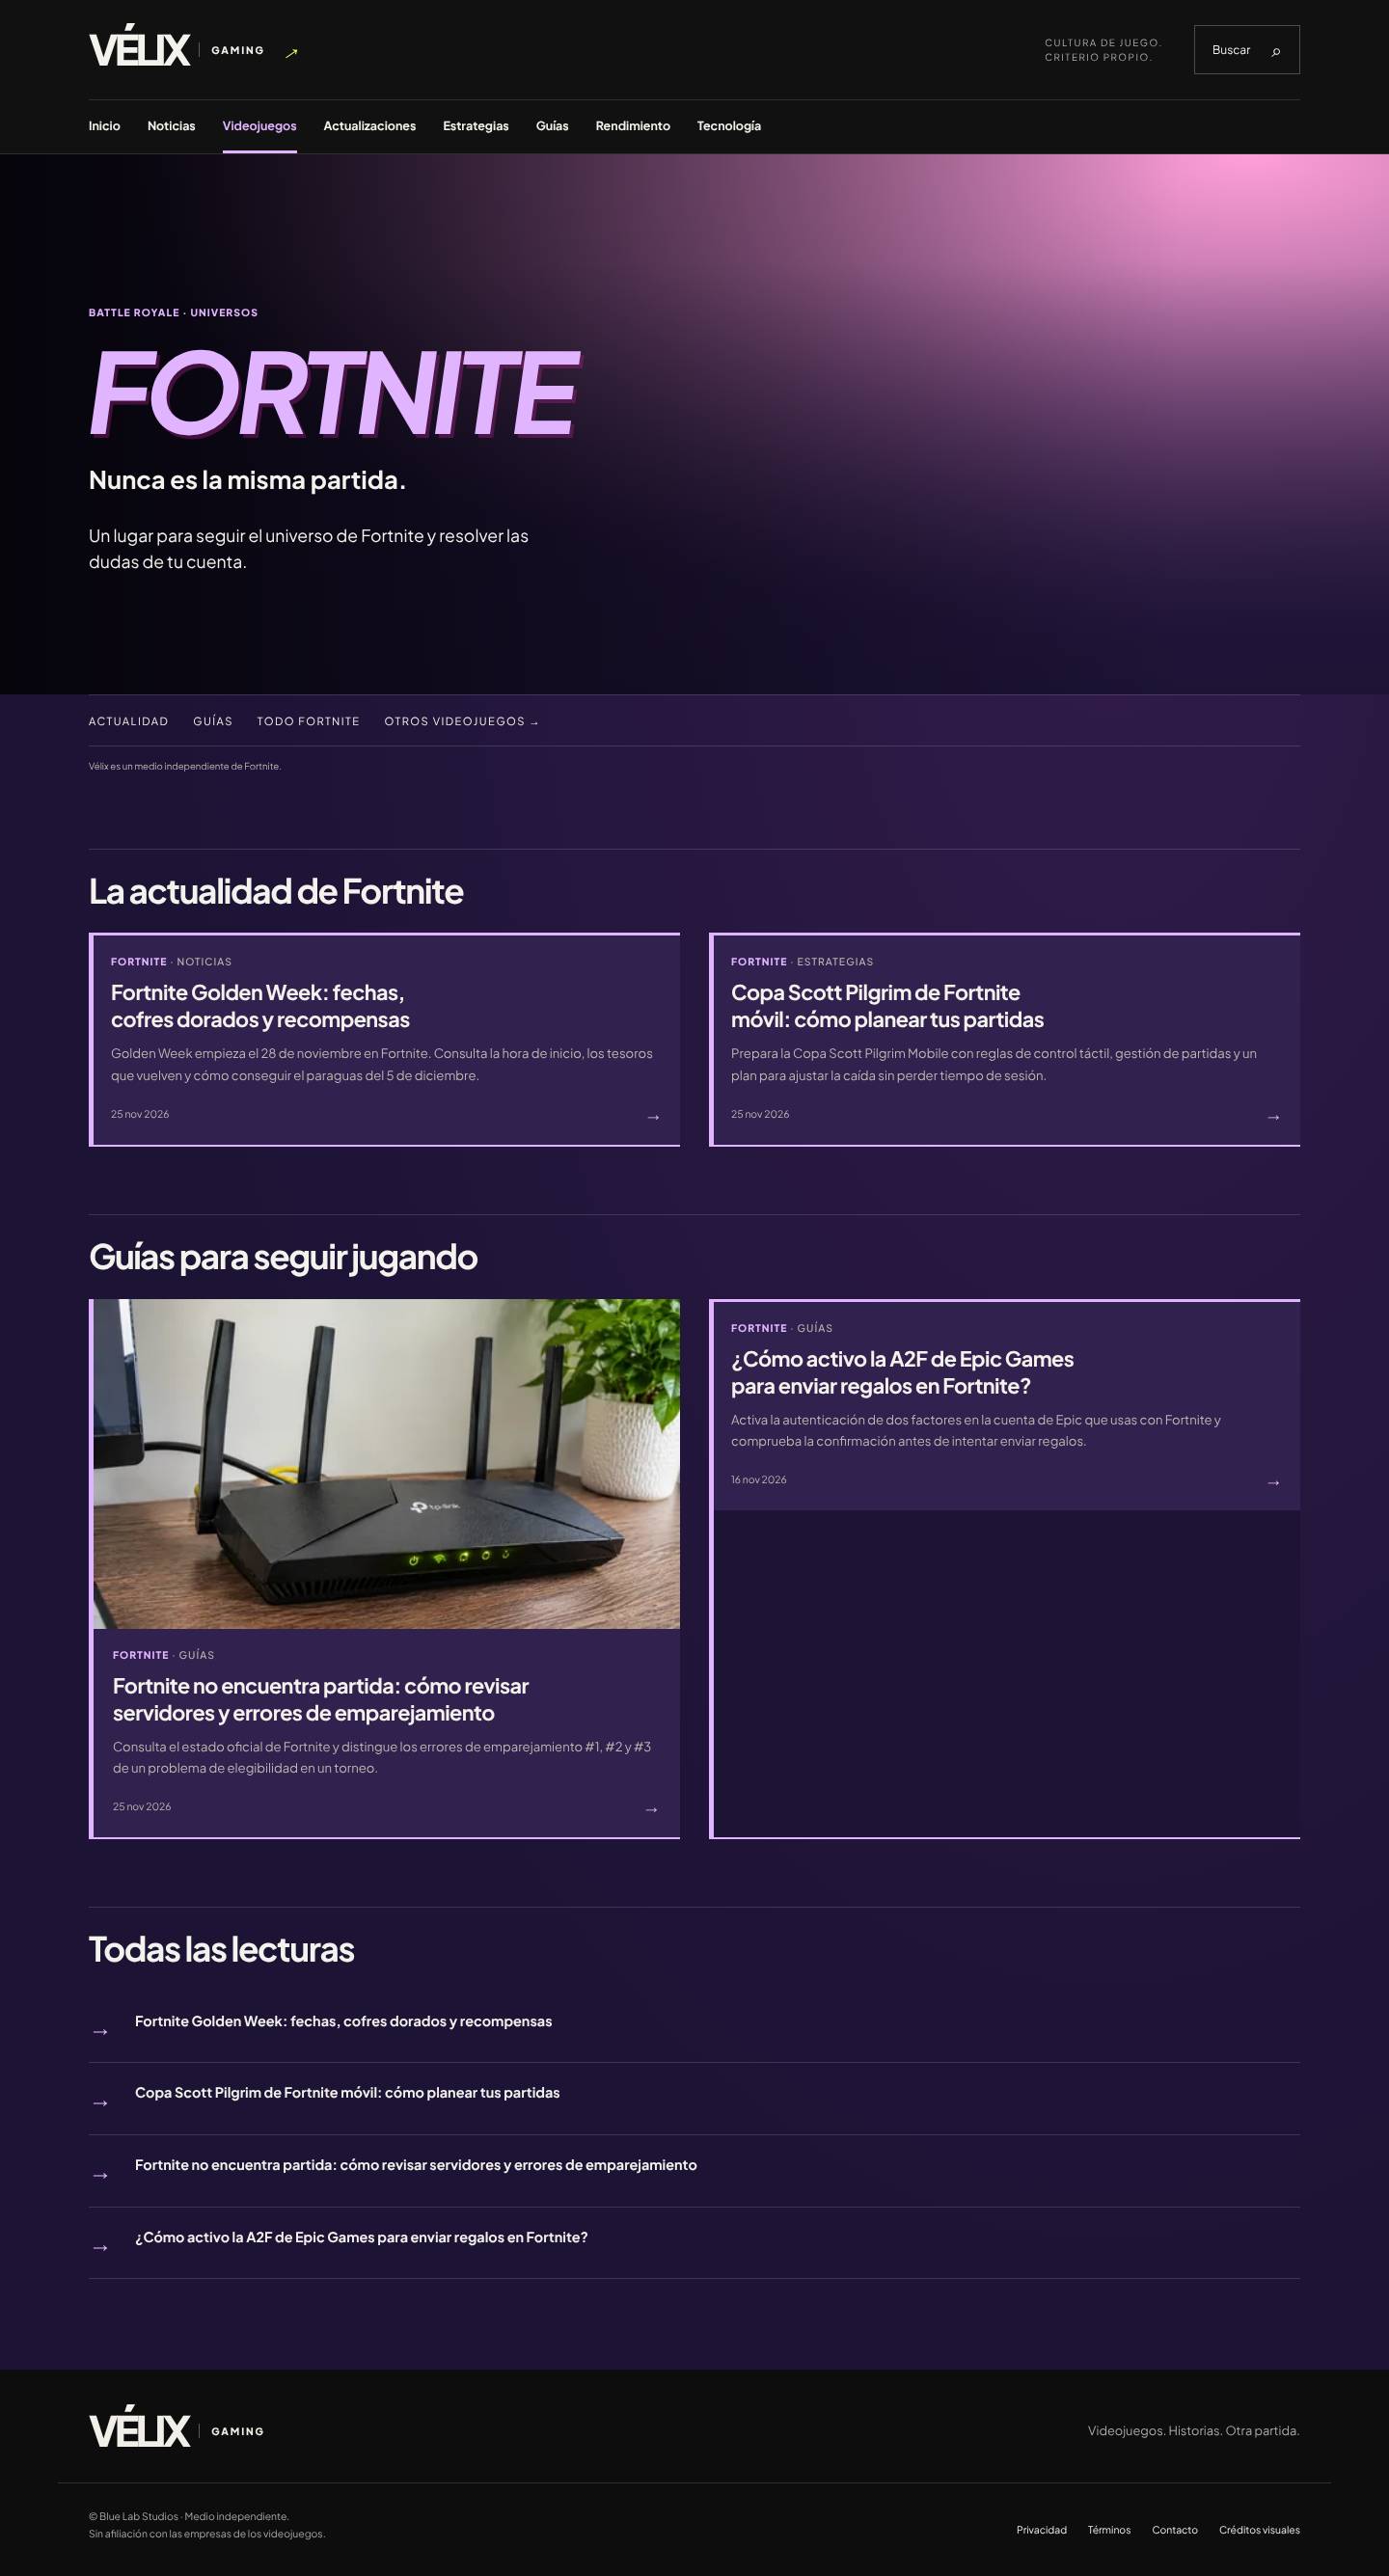 VÉLIX | GAMING →
CULTURA DE JUEGO.
CRITERIO PROPIO.
Buscar ⌕
Inicio Noticias Videojuegos Actualizaciones Estrategias Guías Rendimiento Tecnología
BATTLE ROYALE · UNIVERSOS
FORTNITE
Nunca es la misma partida.
Un lugar para seguir el universo de Fortnite y resolver las
dudas de tu cuenta.
ACTUALIDAD GUÍAS TODO FORTNITE OTROS VIDEOJUEGOS →
Vélix es un medio independiente de Fortnite.
La actualidad de Fortnite
FORTNITE · NOTICIAS
Fortnite Golden Week: fechas,
cofres dorados y recompensas
Golden Week empieza el 28 de noviembre en Fortnite. Consulta la hora de inicio, los tesoros
que vuelven y cómo conseguir el paraguas del 5 de diciembre.
25 nov 2026 →
FORTNITE · ESTRATEGIAS
Copa Scott Pilgrim de Fortnite
móvil: cómo planear tus partidas
Prepara la Copa Scott Pilgrim Mobile con reglas de control táctil, gestión de partidas y un
plan para ajustar la caída sin perder tiempo de sesión.
25 nov 2026 →
Guías para seguir jugando
tp-link
FORTNITE · GUÍAS
Fortnite no encuentra partida: cómo revisar
servidores y errores de emparejamiento
Consulta el estado oficial de Fortnite y distingue los errores de emparejamiento #1, #2 y #3
de un problema de elegibilidad en un torneo.
25 nov 2026 →
FORTNITE · GUÍAS
¿Cómo activo la A2F de Epic Games
para enviar regalos en Fortnite?
Activa la autenticación de dos factores en la cuenta de Epic que usas con Fortnite y
comprueba la confirmación antes de intentar enviar regalos.
16 nov 2026 →
Todas las lecturas
→ Fortnite Golden Week: fechas, cofres dorados y recompensas
→ Copa Scott Pilgrim de Fortnite móvil: cómo planear tus partidas
→ Fortnite no encuentra partida: cómo revisar servidores y errores de emparejamiento
→ ¿Cómo activo la A2F de Epic Games para enviar regalos en Fortnite?
VÉLIX | GAMING
Videojuegos. Historias. Otra partida.
© Blue Lab Studios · Medio independiente.
Sin afiliación con las empresas de los videojuegos.
Privacidad Términos Contacto Créditos visuales